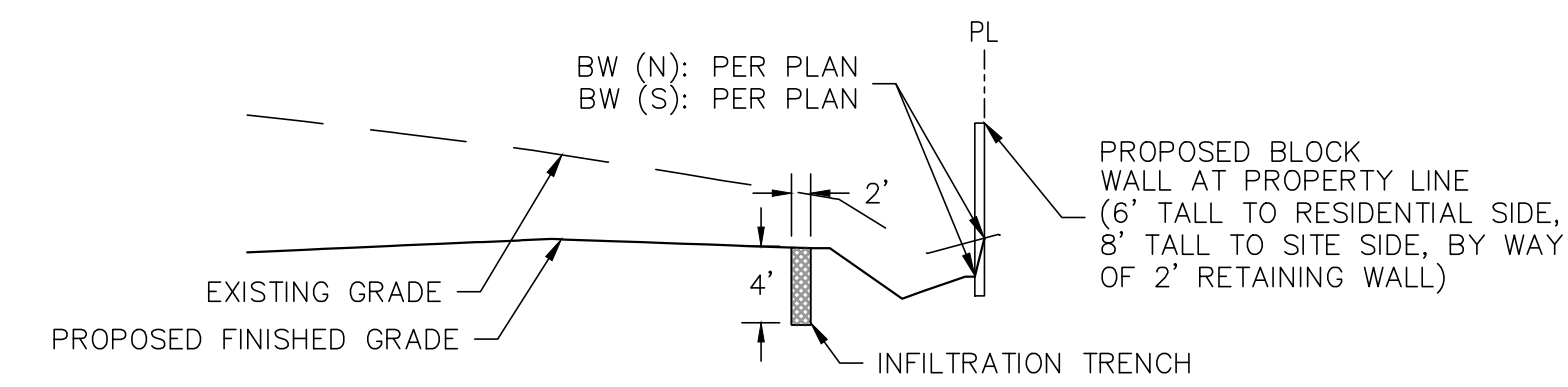 PL
BW (N): PER PLAN
BW (S): PER PLAN
PROPOSED BLOCK
WALL AT PROPERTY LINE
(6' TALL TO RESIDENTIAL SIDE,
8' TALL TO SITE SIDE, BY WAY
OF 2' RETAINING WALL)
2'
4'
EXISTING GRADE
PROPOSED FINISHED GRADE
INFILTRATION TRENCH